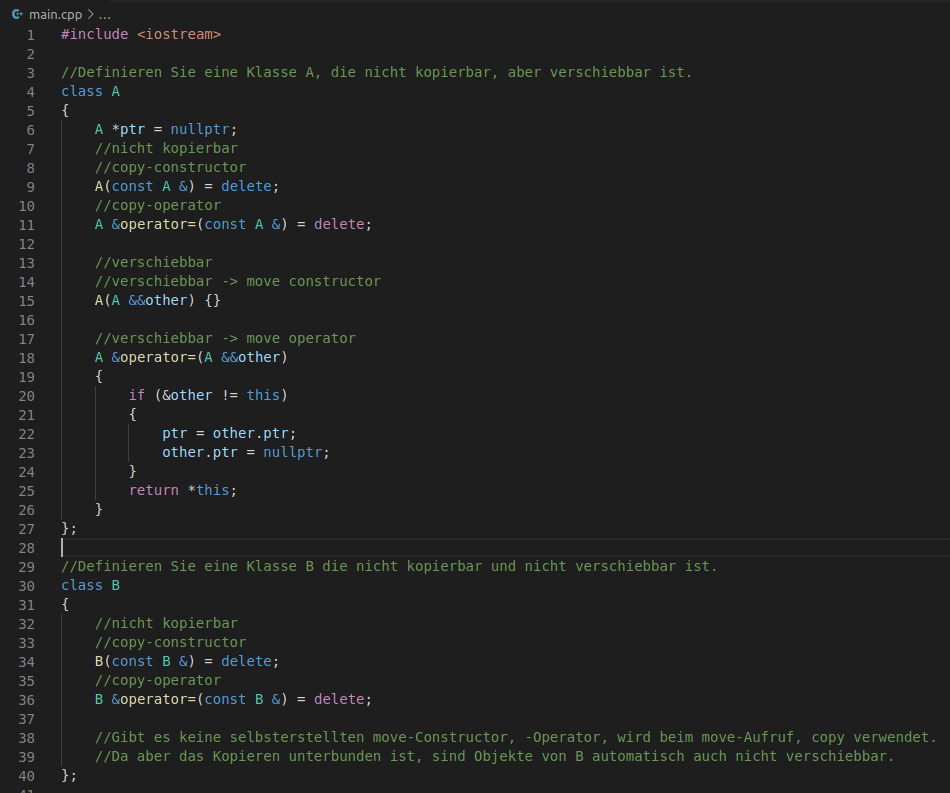 main.cpp > ...
1 #include <iostream>
2
3 //Definieren Sie eine Klasse A, die nicht kopierbar, aber verschiebbar ist.
4 class A
5 {
6 A *ptr = nullptr;
7 //nicht kopierbar
8 //copy-constructor
9 A(const A &) = delete;
10 //copy-operator
11 A &operator=(const A &) = delete;
12
13 //verschiebbar
14 //verschiebbar -> move constructor
15 A(A &&other) {}
16
17 //verschiebbar -> move operator
18 A &operator=(A &&other)
19 {
20 if (&other != this)
21 {
22 ptr = other.ptr;
23 other.ptr = nullptr;
24 }
25 return *this;
26 }
27 };
28
29 //Definieren Sie eine Klasse B die nicht kopierbar und nicht verschiebbar ist.
30 class B
31 {
32 //nicht kopierbar
33 //copy-constructor
34 B(const B &) = delete;
35 //copy-operator
36 B &operator=(const B &) = delete;
37
38 //Gibt es keine selbsterstellten move-Constructor, -Operator, wird beim move-Aufruf, copy verwendet.
39 //Da aber das Kopieren unterbunden ist, sind Objekte von B automatisch auch nicht verschiebbar.
40 };